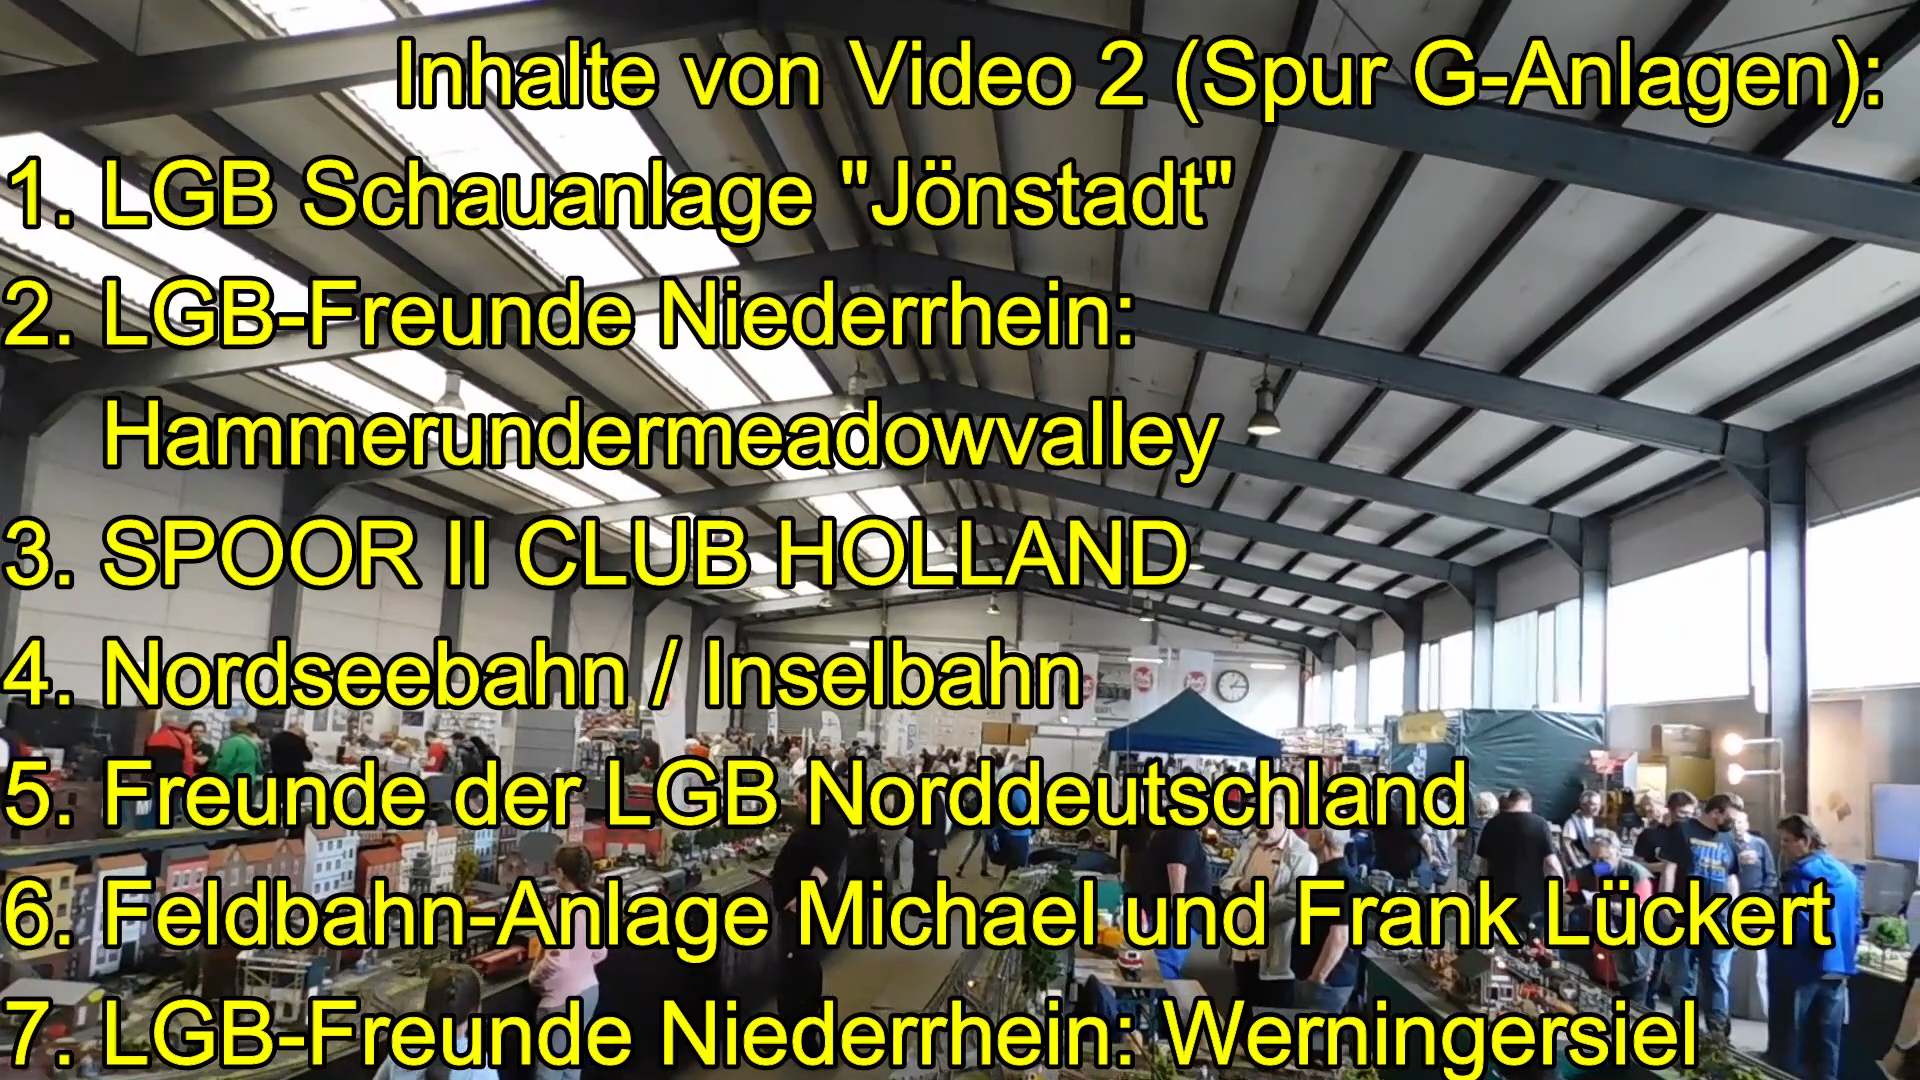 Inhalte von Video 2 (Spur G-Anlagen):
1. LGB Schauanlage "Jönstadt"
2. LGB-Freunde Niederrhein:
Hammerundermeadowvalley
3. SPOOR II CLUB HOLLAND
4. Nordseebahn / Inselbahn
5. Freunde der LGB Norddeutschland
6. Feldbahn-Anlage Michael und Frank Lückert
7. LGB-Freunde Niederrhein: Werningersiel